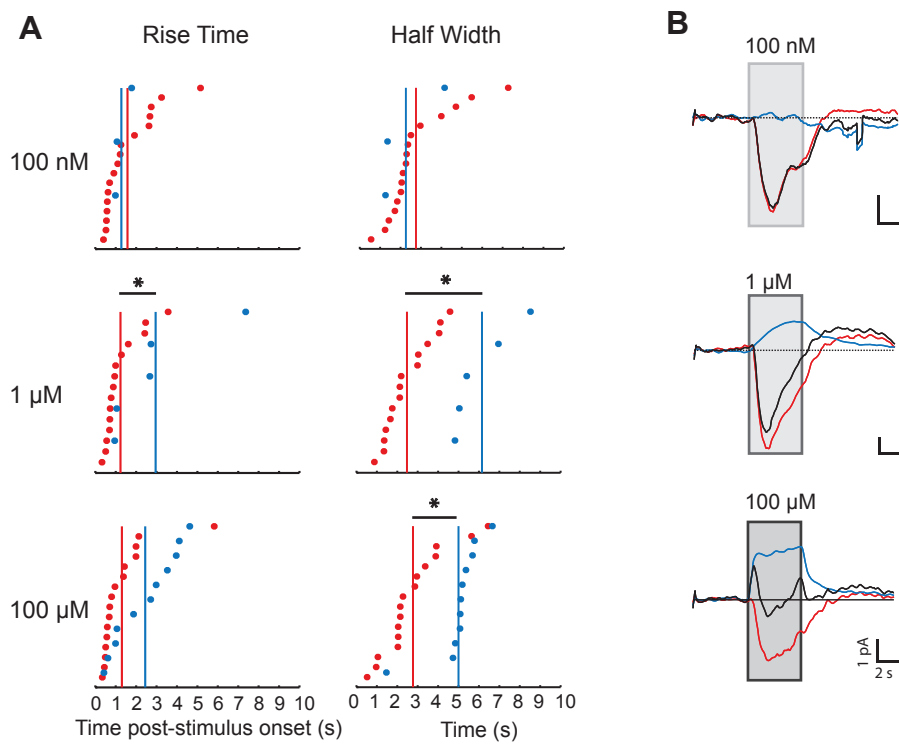 A
B
Rise Time
Half Width
100 nM
100 nM
*
*
1 µM
1 µM
*
100 µM
100 µM
1 pA
2 s
0 1 2 3 4 5 6 7 8 9 10
0 1 2 3 4 5 6 7 8 9 10
Time post-stimulus onset (s)
Time (s)